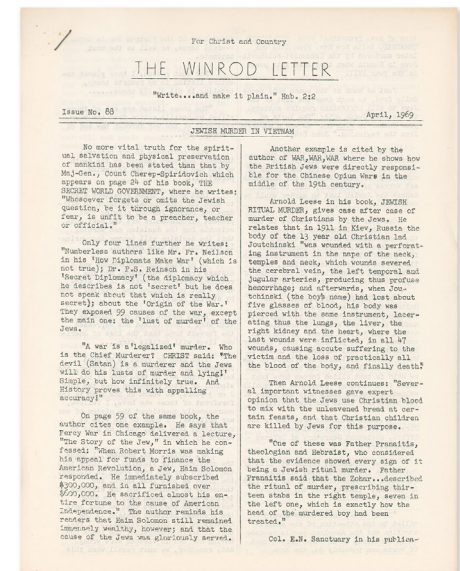 For Christ and Country
THE WINROD LETTER
"Write....and make it plain." Hab. 2:2
Issue No. 88
April, 1969
JEWISH MURDER IN VIETNAM
No more vital truth for the spirit-
ual salvation and physical preservation
of mankind has been stated than that by
Maj-Gen., Count Cherep-Spiridovich which
appears on page 24 of his book, THE
SECRET WORLD GOVERNMENT, where he writes:
"Whosoever forgets or omits the Jewish
question, be it through ignorance, or
fear, is unfit to be a preacher, teacher
or official."
Only four lines further he writes:
"Numberless authors like Mr. Fr. Neilson
in his 'How Diplomats Make War' (which is
not true); Dr. P.S. Reinsch in his
'Secret Diplomacy' (the diplomacy which
he describes is not 'secret' but he does
not speak about that which is really
secret); about the 'Origin of the War.'
They exposed 99 causes of the war, except
the main one: the 'lust of murder' of the
Jews.
"A war is a 'legalized' murder. Who
is the Chief Murderer? CHRIST said: "The
devil (Satan) is a murderer and the Jews
will do his lusts of murder and lying!'
Simple, but how infinitely true. And
History proves this with appalling
accuracy!"
On page 59 of the same book, the
author cites one example. He says that
Percy War in Chicago delivered a lecture,
"The Story of the Jew," in which he con-
fessed: "When Robert Morris was making
his appeal for funds to finance the
American Revolution, a Jew, Haim Solomon
responded. He immediately subscribed
$300,000, and in all furnished over
$600,000. He sacrificed almost his en-
tire fortune to the cause of American
Independence." The author reminds his
readers that Haim Solomon still remained
immensely wealthy, however; and that the
cause of the Jews was gloriously served.
Another example is cited by the
author of WAR,WAR,WAR where he shows how
the British Jews were directly responsi-
ble for the Chinese Opium Wars in the
middle of the 19th century.
Arnold Leese in his book, JEWISH
RITUAL MURDER, gives case after case of
murder of Christians by the Jews. He
relates that in 1911 in Kiev, Russia the
body of the 13 year old Christian lad
Joutchinski "was wounded with a perforat-
ing instrument in the nape of the neck,
temples and neck, which wounds severed
the cerebral vein, the left temporal and
jugular arteries, producing thus profuse
hemorrhage; and afterwards, when Jou-
tchinski (the boy's name) had lost about
five glasses of blood, his body was
pierced with the same instrument, lacer-
ating thus the lungs, the liver, the
right kidney and the heart, where the
last wounds were inflicted, in all 47
wounds, causing acute suffering to the
victim and the loss of practically all
the blood of the body, and finally death."
Then Arnold Leese continues: "Sever-
al important witnesses gave expert
opinion that the Jews use Christian blood
to mix with the unleavened bread at cer-
tain feasts, and that Christian children
are killed by Jews for this purpose.
"One of these was Father Pranaitis,
theologian and Hebraist, who considered
that the evidence showed every sign of it
being a Jewish ritual murder. Father
Pranaitis said that the Zohar...described
the ritual of murder, prescribing thir-
teen stabs in the right temple, seven in
the left one, which is exactly how the
head of the murdered boy had been
treated."
Col. E.N. Sanctuary in his publica-